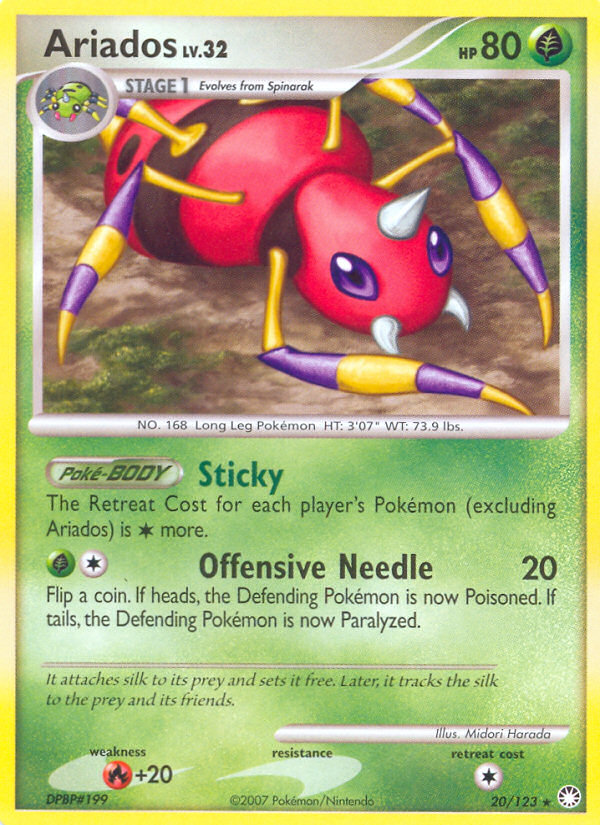 Ariados LV.32
HP 80
STAGE 1 Evolves from Spinarak
NO. 168 Long Leg Pokémon HT: 3'07" WT: 73.9 lbs.
Poké-BODY Sticky
The Retreat Cost for each player's Pokémon (excluding
Ariados) is more.
Offensive Needle 20
Flip a coin. If heads, the Defending Pokémon is now Poisoned. If
tails, the Defending Pokémon is now Paralyzed.
It attaches silk to its prey and sets it free. Later, it tracks the silk
to the prey and its friends.
Illus. Midori Harada
weakness resistance retreat cost
+20
DPBP#199 ©2007 Pokémon/Nintendo 20/123 ★